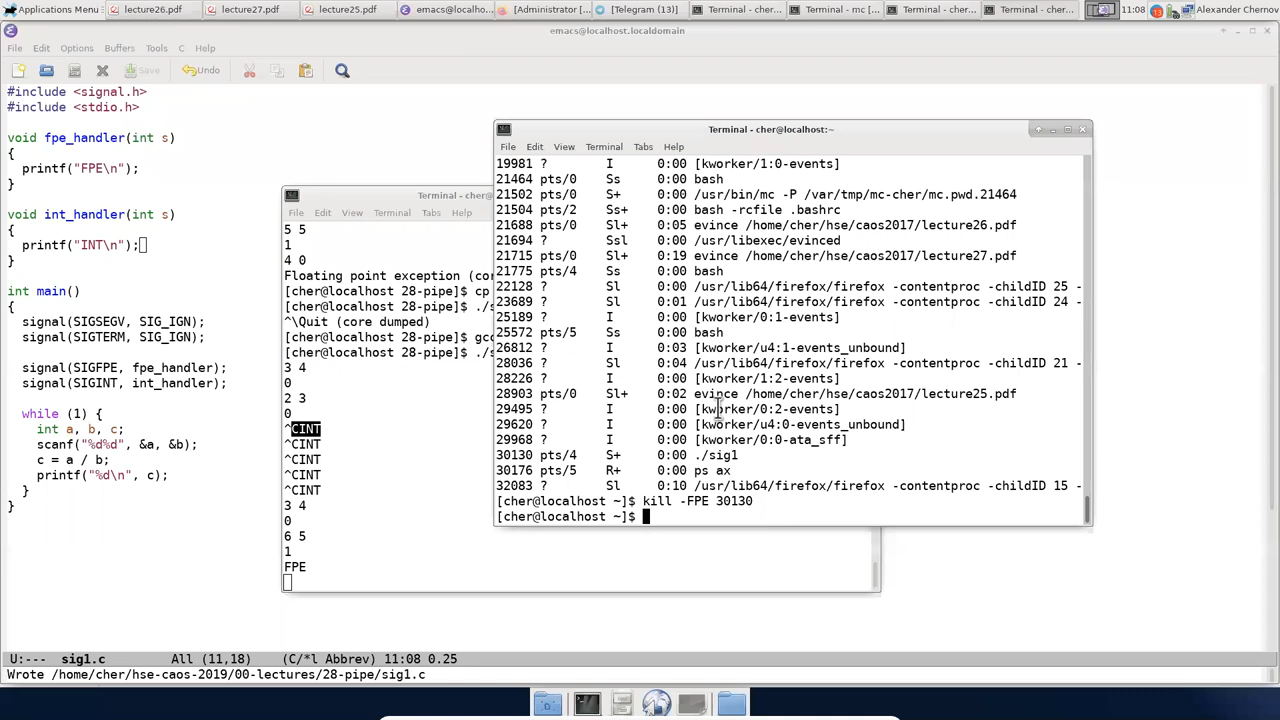 Applications Menu
lecture26.pdf
lecture27.pdf
lecture25.pdf
emacs@localho...
[Administrator [...
[Telegram (13)]
Terminal - cher...
Terminal - mc [...
Terminal - cher...
Terminal - cher...
13
11:08
Alexander Chernov
emacs@localhost.localdomain
File Edit Options Buffers Tools C Help
Save
Undo
#include <signal.h>
#include <stdio.h>
void fpe_handler(int s)
{
  printf("FPE\n");
}
void int_handler(int s)
{
  printf("INT\n");
}
int main()
{
  signal(SIGSEGV, SIG_IGN);
  signal(SIGTERM, SIG_IGN);
  signal(SIGFPE, fpe_handler);
  signal(SIGINT, int_handler);
  while (1) {
    int a, b, c;
    scanf("%d%d", &a, &b);
    c = a / b;
    printf("%d\n", c);
  }
}
Terminal - cher@
File Edit View Terminal Tabs Help
5 5
1
4 0
Floating point exception (cor
[cher@localhost 28-pipe]$ cp
[cher@localhost 28-pipe]$ ./s
^\Quit (core dumped)
[cher@localhost 28-pipe]$ gcc
[cher@localhost 28-pipe]$ ./s
3 4
0
2 3
0
^CINT
^CINT
^CINT
^CINT
^CINT
3 4
0
6 5
1
FPE
Terminal - cher@localhost:~
File Edit View Terminal Tabs Help
19981 ?        I      0:00 [kworker/1:0-events]
21464 pts/0    Ss     0:00 bash
21502 pts/0    S+     0:00 /usr/bin/mc -P /var/tmp/mc-cher/mc.pwd.21464
21504 pts/2    Ss+    0:00 bash -rcfile .bashrc
21688 pts/0    Sl+    0:05 evince /home/cher/hse/caos2017/lecture26.pdf
21694 ?        Ssl    0:00 /usr/libexec/evinced
21715 pts/0    Sl+    0:19 evince /home/cher/hse/caos2017/lecture27.pdf
21775 pts/4    Ss     0:00 bash
22128 ?        Sl     0:00 /usr/lib64/firefox/firefox -contentproc -childID 25 -
23689 ?        Sl     0:01 /usr/lib64/firefox/firefox -contentproc -childID 24 -
25189 ?        I      0:00 [kworker/0:1-events]
25572 pts/5    Ss     0:00 bash
26812 ?        I      0:03 [kworker/u4:1-events_unbound]
28036 ?        Sl     0:04 /usr/lib64/firefox/firefox -contentproc -childID 21 -
28226 ?        I      0:00 [kworker/1:2-events]
28903 pts/0    Sl+    0:02 evince /home/cher/hse/caos2017/lecture25.pdf
29495 ?        I      0:00 [kworker/0:2-events]
29620 ?        I      0:00 [kworker/u4:0-events_unbound]
29968 ?        I      0:00 [kworker/0:0-ata_sff]
30130 pts/4    S+     0:00 ./sig1
30176 pts/5    R+     0:00 ps ax
32083 ?        Sl     0:10 /usr/lib64/firefox/firefox -contentproc -childID 15 -
[cher@localhost ~]$ kill -FPE 30130
[cher@localhost ~]$
U:--- sig1.c All (11,18) (C/*l Abbrev) 11:08 0.25
Wrote /home/cher/hse-caos-2019/00-lectures/28-pipe/sig1.c